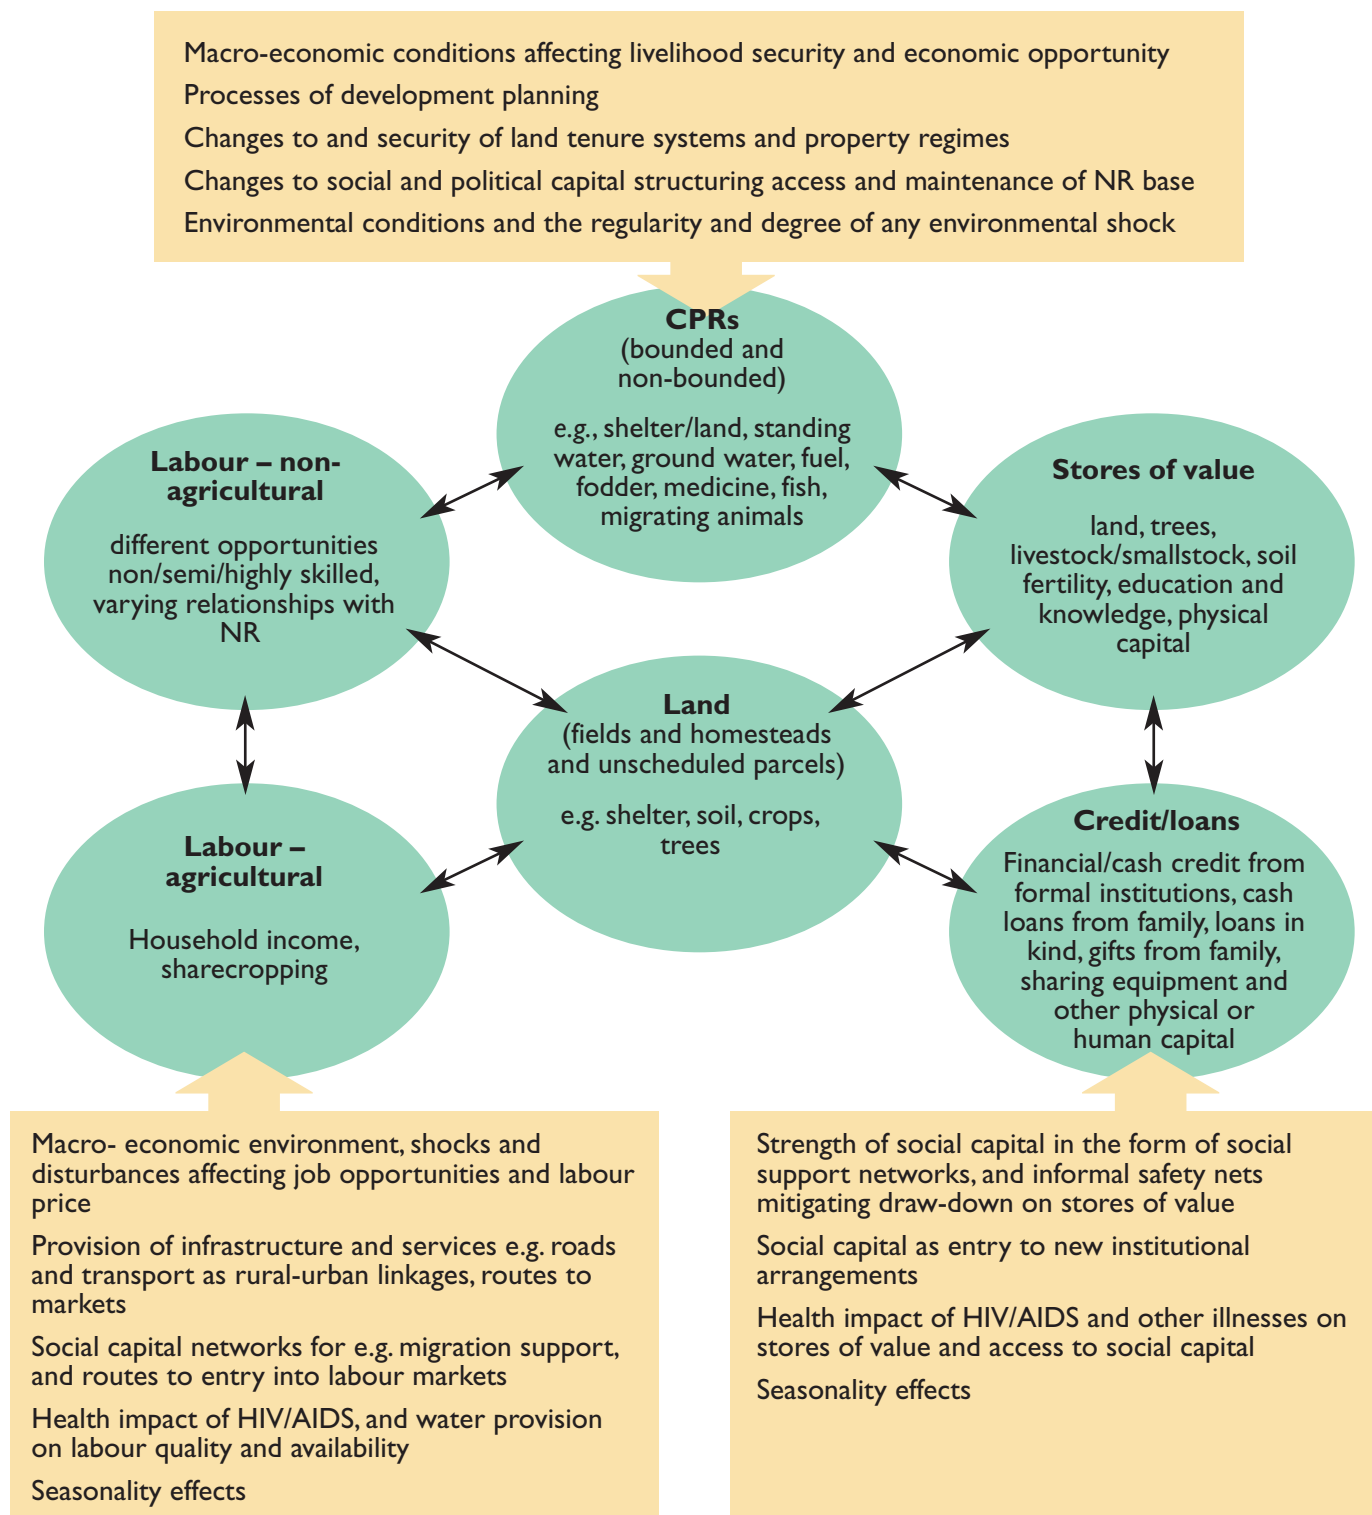 Macro-economic conditions affecting livelihood security and economic opportunity
Processes of development planning
Changes to and security of land tenure systems and property regimes
Changes to social and political capital structuring access and maintenance of NR base
Environmental conditions and the regularity and degree of any environmental shock
CPRs
(bounded and
non-bounded)
e.g., shelter/land, standing
water, ground water, fuel,
fodder, medicine, fish,
migrating animals
Labour – non-
agricultural
different opportunities
non/semi/highly skilled,
varying relationships with
NR
Stores of value
land, trees,
livestock/smallstock, soil
fertility, education and
knowledge, physical
capital
Land
(fields and homesteads
and unscheduled parcels)
e.g. shelter, soil, crops,
trees
Labour –
agricultural
Household income,
sharecropping
Credit/loans
Financial/cash credit from
formal institutions, cash
loans from family, loans in
kind, gifts from family,
sharing equipment and
other physical or
human capital
Macro- economic environment, shocks and
disturbances affecting job opportunities and labour
price
Provision of infrastructure and services e.g. roads
and transport as rural-urban linkages, routes to
markets
Social capital networks for e.g. migration support,
and routes to entry into labour markets
Health impact of HIV/AIDS, and water provision
on labour quality and availability
Seasonality effects
Strength of social capital in the form of social
support networks, and informal safety nets
mitigating draw-down on stores of value
Social capital as entry to new institutional
arrangements
Health impact of HIV/AIDS and other illnesses on
stores of value and access to social capital
Seasonality effects